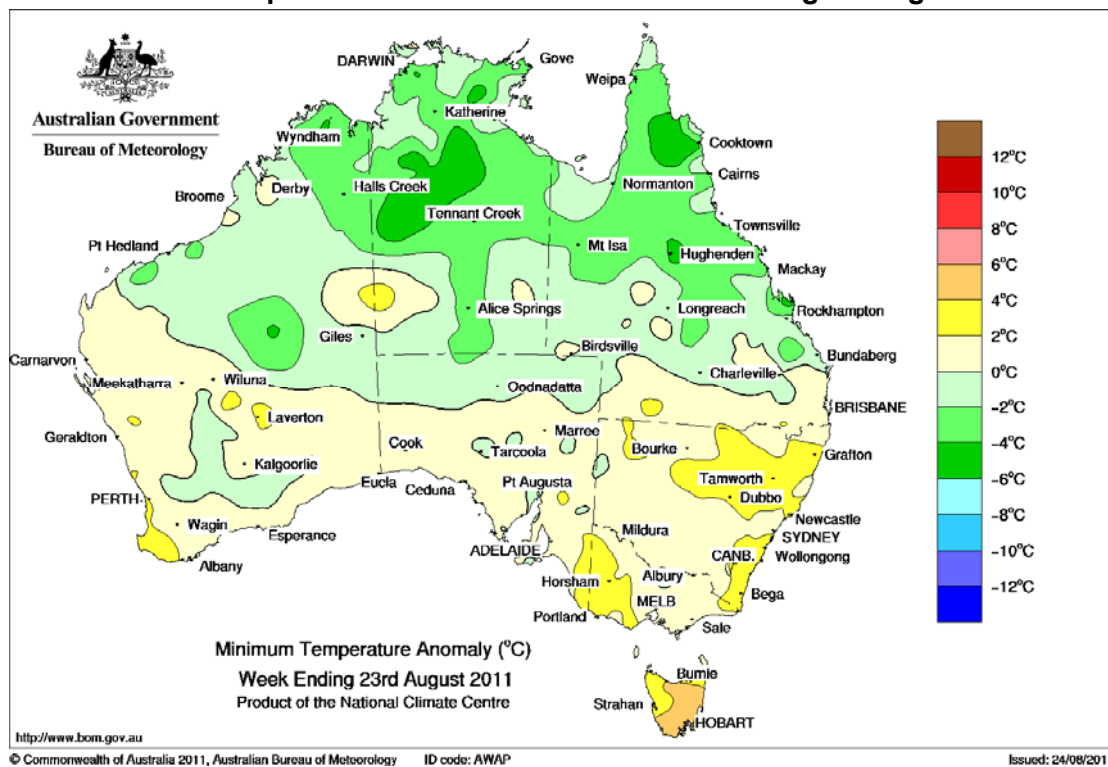 Australian Government
Bureau of Meteorology
DARWIN
Gove
Weipa
Katherine
Wyndham
Cooktown
Cairns
Derby
Halls Creek
Normanton
Broome
Tennant Creek
Townsville
Pt Hedland
Mt Isa
Hughenden
Mackay
Alice Springs
Longreach
Rockhampton
Giles
Birdsville
Bundaberg
Carnarvon
Meekatharra
Wiluna
Oodnadatta
Charleville
BRISBANE
Laverton
Geraldton
Cook
Marree
Tarcoola
Bourke
Grafton
Kalgoorlie
Eucla
Ceduna
Pt Augusta
Tamworth
Dubbo
PERTH
Wagin
Esperance
Mildura
Newcastle
SYDNEY
Albany
ADELAIDE
CANB.
Wollongong
Horsham
Albury
Bega
Portland
MELB
Sale
Burnie
Strahan
HOBART
12°C
10°C
8°C
6°C
4°C
2°C
0°C
-2°C
-4°C
-6°C
-8°C
-10°C
-12°C
Minimum Temperature Anomaly (°C)
Week Ending 23rd August 2011
Product of the National Climate Centre
http://www.bom.gov.au
© Commonwealth of Australia 2011, Australian Bureau of Meteorology ID code: AWAP Issued: 24/08/201